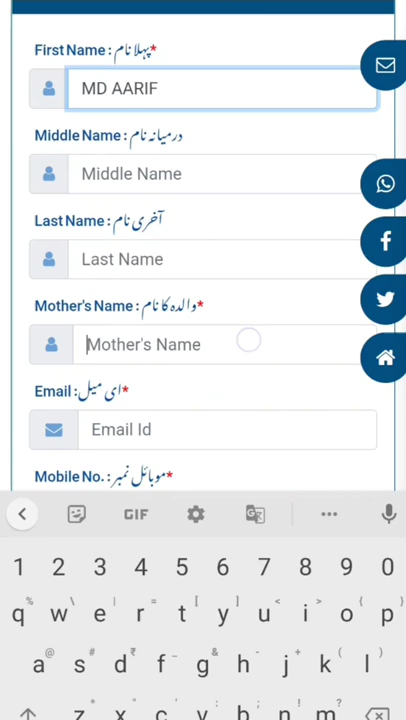 First Name : پہلا نام*
MD AARIF
Middle Name : درمیانہ نام
Middle Name
Last Name : آخری نام
Last Name
Mother's Name : والدہ کا نام*
Mother's Name
Email: ای میل*
Email Id
Mobile No. : موبائل نمبر*
GIF
1 2 3 4 5 6 7 8 9 0
% \ | = [ ] < > { }
q w e r t y u i o p
@ # ₹ _ & - + ( )
a s d f g h j k l
* " ' : ; ! ?
z x c v b n m